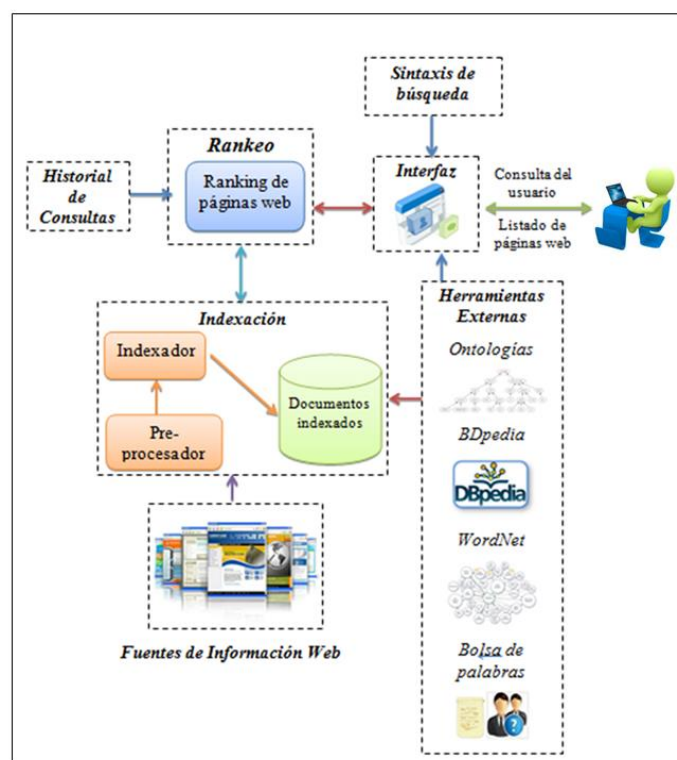 Sintaxis de
búsqueda
Rankeo
Ranking de
páginas web
Historial
de
Consultas
Interfaz
Consulta del
usuario
Listado de
páginas web
Indexación
Indexador
Pre-
procesador
Documentos
indexados
Herramientas
Externas
Ontologías
BDpedia
DBpedia
WordNet
Bolsa de
palabras
?
Fuentes de Información Web